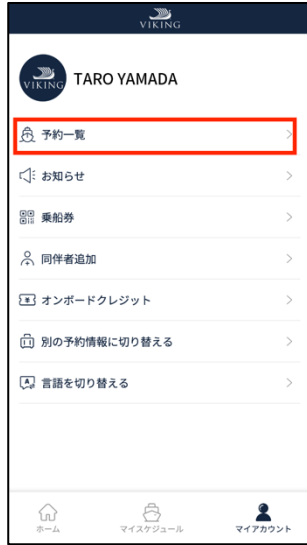 VIKING
VIKING
TARO YAMADA
予約一覧
お知らせ
乗船券
同伴者追加
オンボードクレジット
別の予約情報に切り替える
言語を切り替える
ホーム
マイスケジュール
マイアカウント